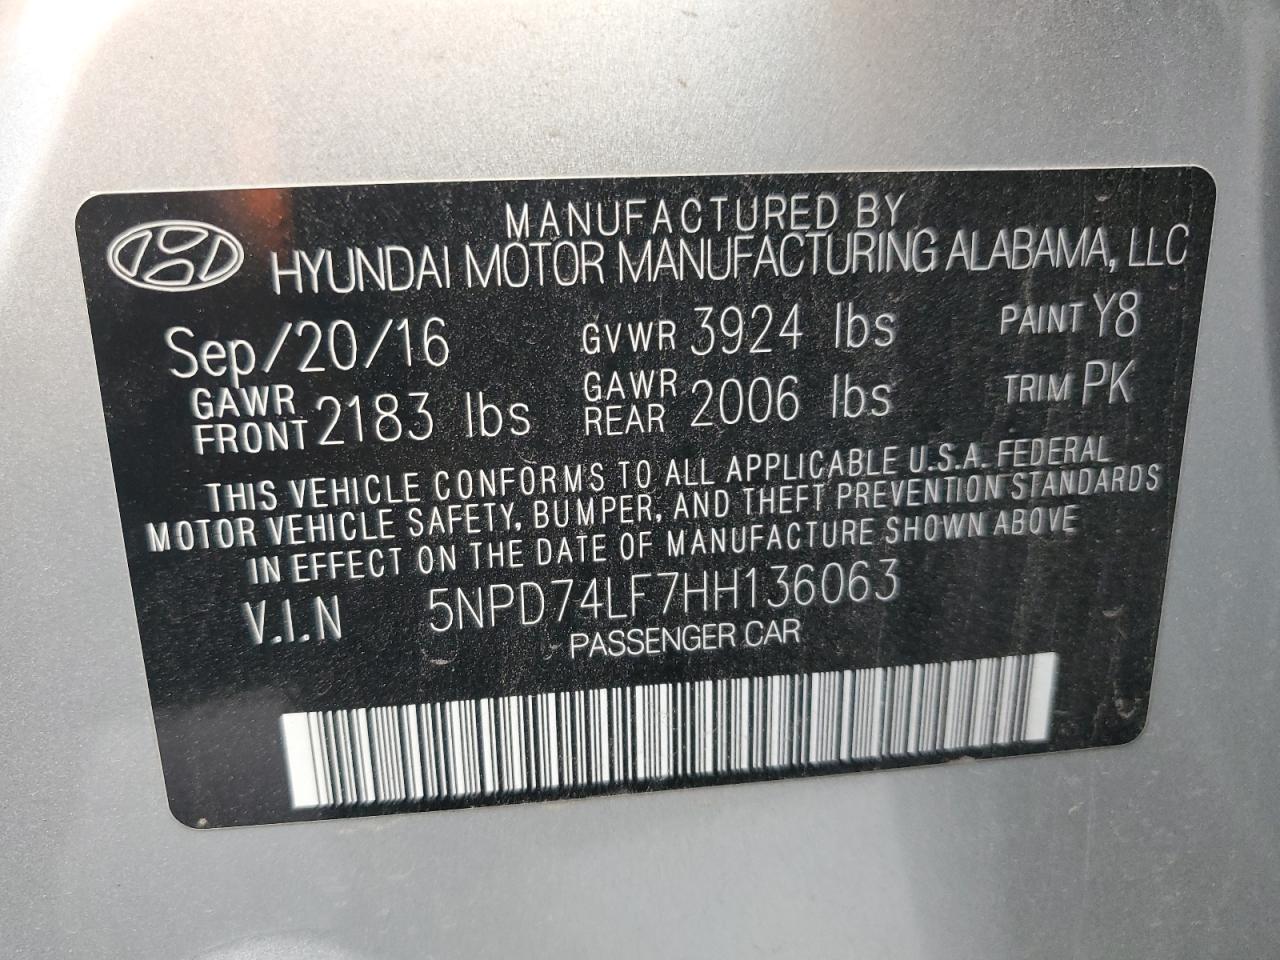 MANUFACTURED BY
HYUNDAI MOTOR MANUFACTURING ALABAMA, LLC
Sep/20/16 GVWR 3924 lbs PAINT Y8
GAWR FRONT 2183 lbs GAWR REAR 2006 lbs TRIM PK
THIS VEHICLE CONFORMS TO ALL APPLICABLE U.S.A. FEDERAL
MOTOR VEHICLE SAFETY, BUMPER, AND THEFT PREVENTION STANDARDS
IN EFFECT ON THE DATE OF MANUFACTURE SHOWN ABOVE
V.I.N 5NPD74LF7HH136063
PASSENGER CAR